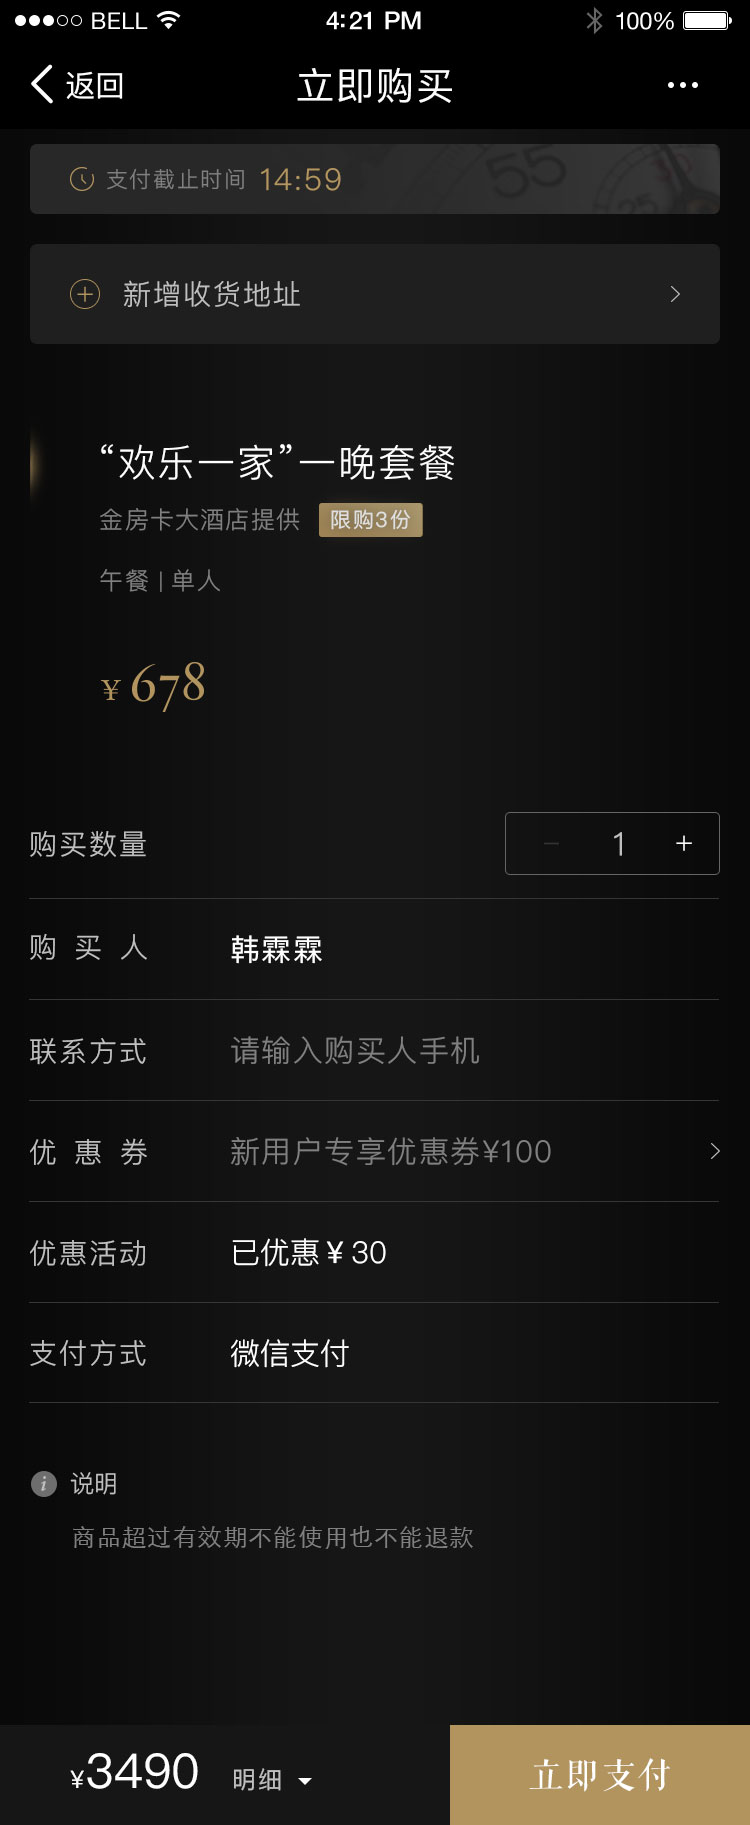 BELL 4:21 PM 100%
返回 立即购买
支付截止时间 14:59
55
25
新增收货地址
“欢乐一家”一晚套餐
金房卡大酒店提供 限购3份
午餐 | 单人
¥ 678
购买数量 1 +
购买人 韩霖霖
联系方式 请输入购买人手机
优惠券 新用户专享优惠券¥100
优惠活动 已优惠 ¥ 30
支付方式 微信支付
说明
商品超过有效期不能使用也不能退款
¥3490 明细 立即支付